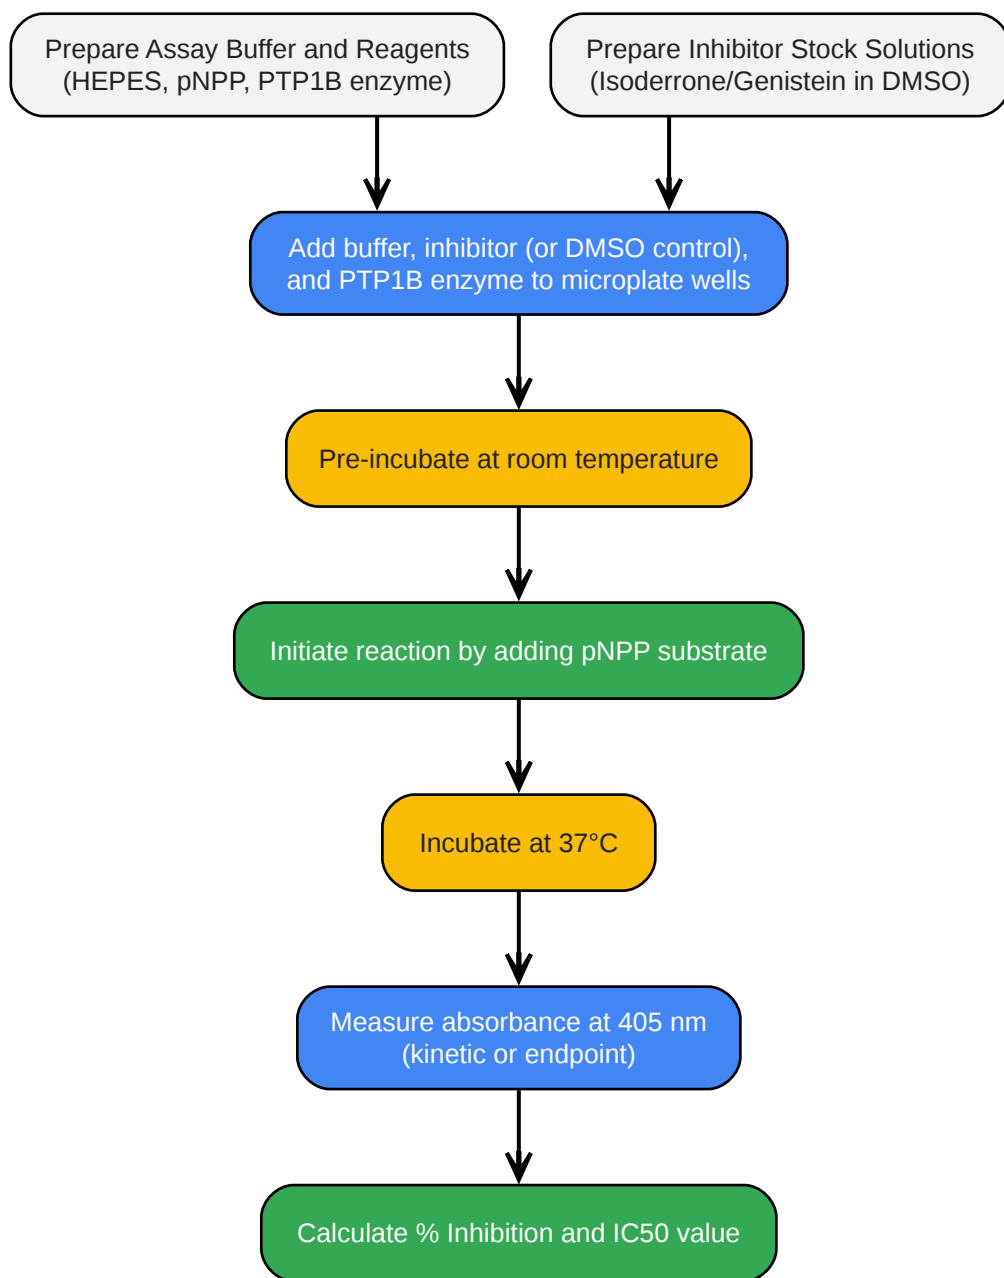 Prepare Assay Buffer and Reagents
(HEPES, pNPP, PTP1B enzyme)
Prepare Inhibitor Stock Solutions
(Isoderrone/Genistein in DMSO)
Add buffer, inhibitor (or DMSO control),
and PTP1B enzyme to microplate wells
Pre-incubate at room temperature
Initiate reaction by adding pNPP substrate
Incubate at 37°C
Measure absorbance at 405 nm
(kinetic or endpoint)
Calculate % Inhibition and IC50 value